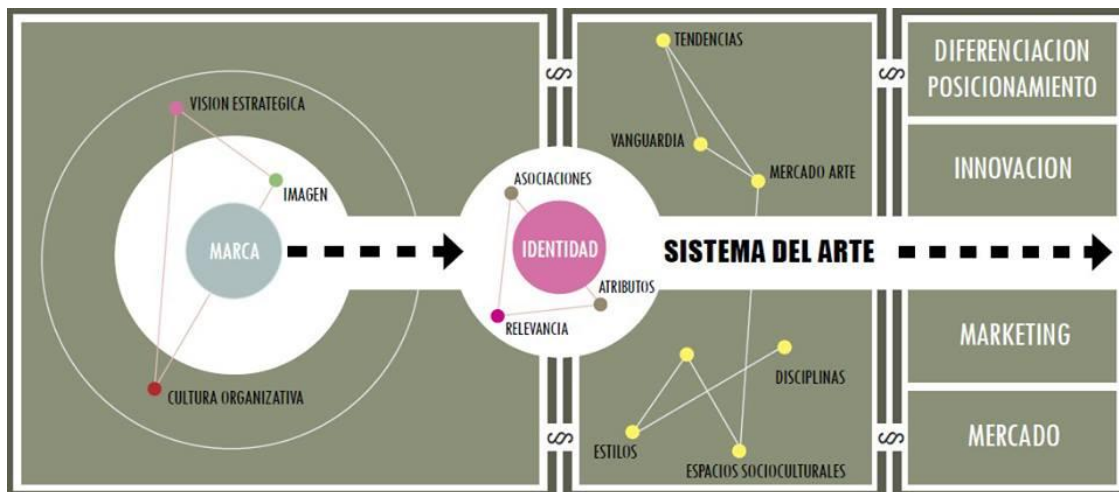 VISION ESTRATEGICA
IMAGEN
MARCA
CULTURA ORGANIZATIVA
ASOCIACIONES
IDENTIDAD
ATRIBUTOS
RELEVANCIA
TENDENCIAS
VANGUARDIA
MERCADO ARTE
SISTEMA DEL ARTE
DISCIPLINAS
ESTILOS
ESPACIOS SOCIOCULTURALES
§
§
§
§
DIFERENCIACION
POSICIONAMIENTO
INNOVACION
MARKETING
MERCADO